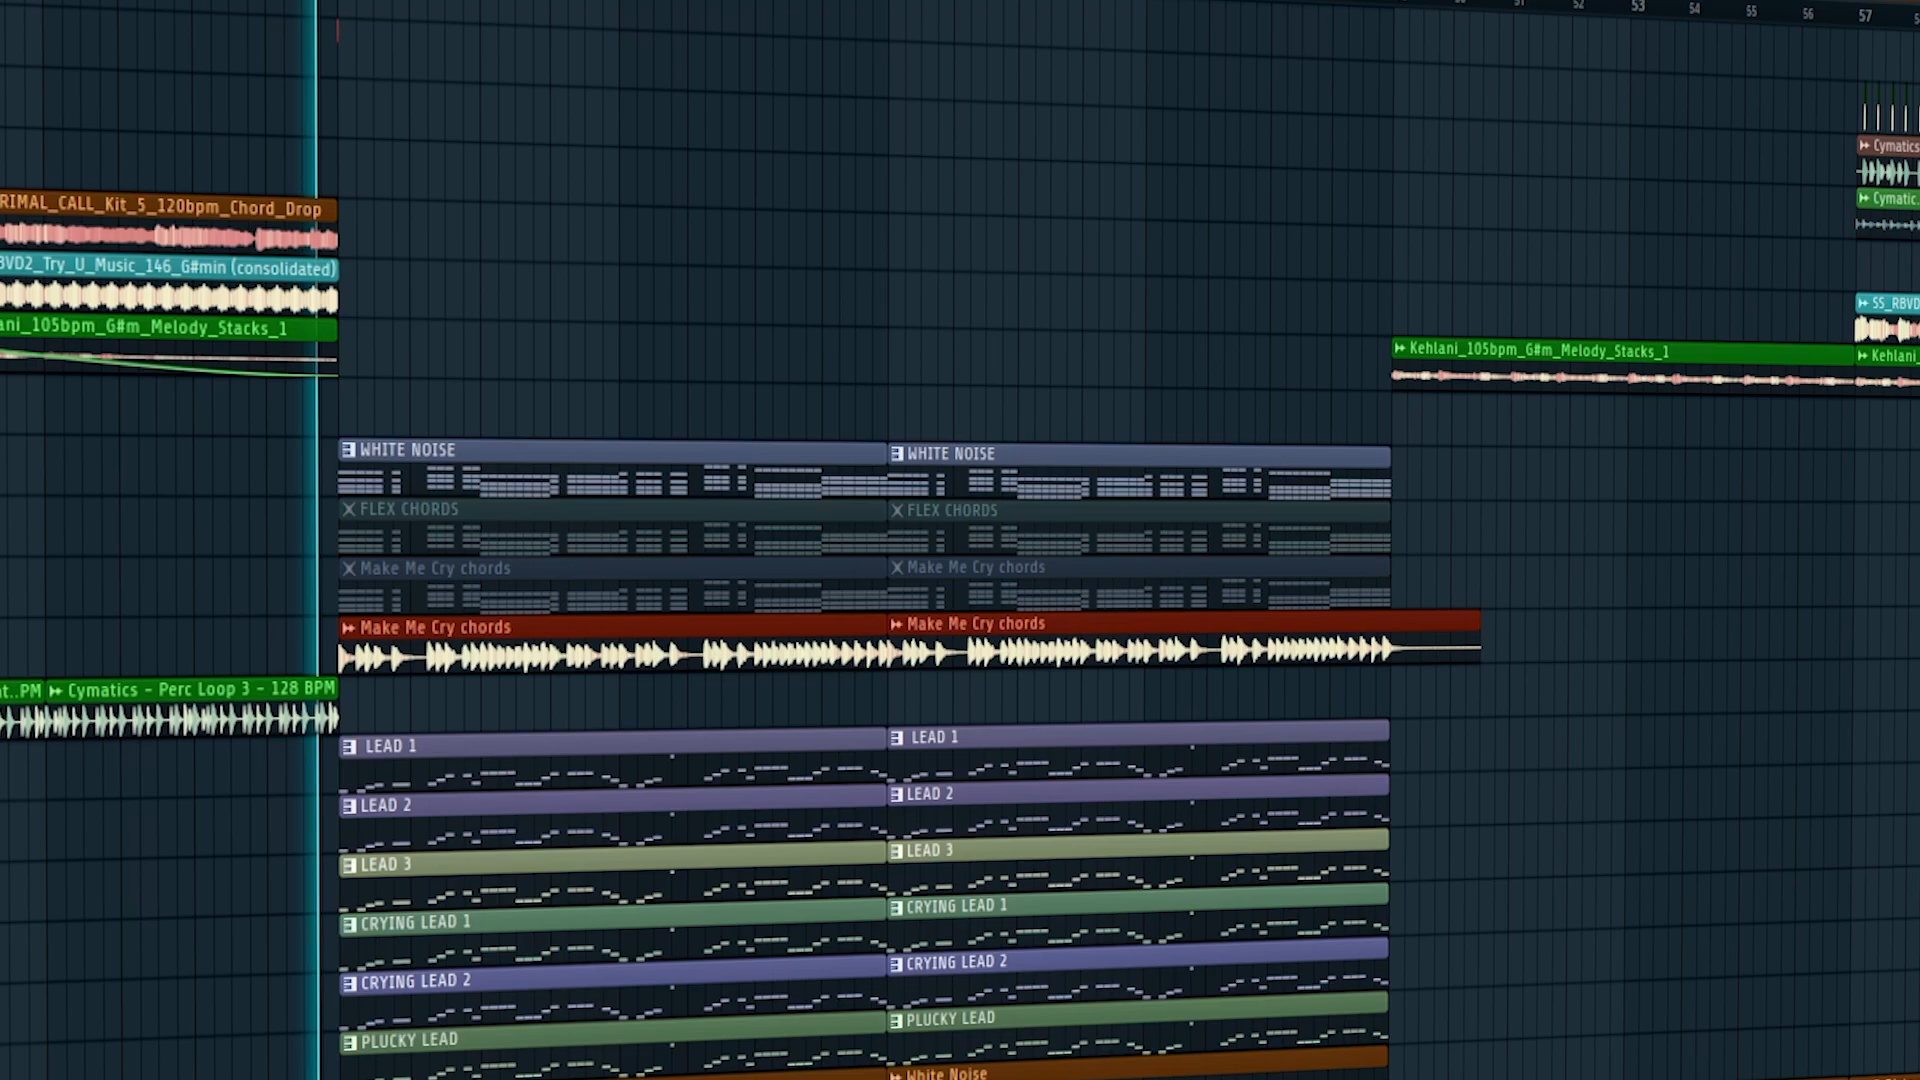 53 54 55 56 57
Cymatics
Cymatic.
RIMAL_CALL_Kit_5_120bpm_Chord_Drop
BVD2_Try_U_Music_146_G#min (consolidated)
SS_RBVD
ani_105bpm_G#m_Melody_Stacks_1
Kehlani_105bpm_G#m_Melody_Stacks_1
Kehlani_
WHITE NOISE WHITE NOISE
FLEX CHORDS FLEX CHORDS
Make Me Cry chords Make Me Cry chords
Make Me Cry chords Make Me Cry chords
at..PM Cymatics - Perc Loop 3 - 128 BPM
LEAD 1 LEAD 1
LEAD 2 LEAD 2
LEAD 3 LEAD 3
CRYING LEAD 1 CRYING LEAD 1
CRYING LEAD 2 CRYING LEAD 2
PLUCKY LEAD PLUCKY LEAD
White Noise